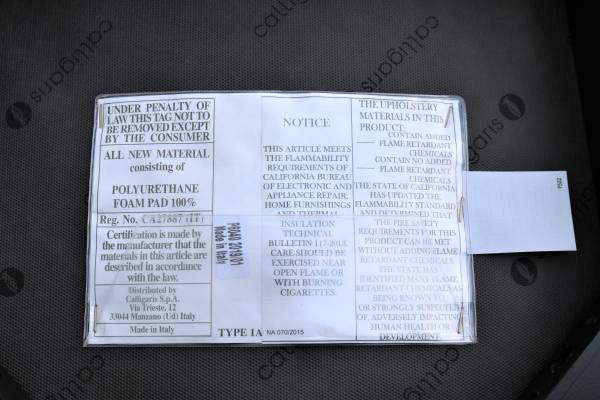 calligaris
calligaris
calligaris
calligaris
UNDER PENALTY OF
LAW THIS TAG NOT TO
BE REMOVED EXCEPT
BY THE CONSUMER
ALL NEW MATERIAL
consisting of
POLYURETHANE
FOAM PAD 100%
Reg. No. CA27887 (IT)
Certification is made by
the manufacturer that the
materials in this article are
described in accordance
with the law.
Distributed by
Calligaris S.p.A.
Via Trieste, 12
33044 Manzano (Ud) Italy
Made in Italy
Made in Italy
TYPE 1A
NOTICE
THIS ARTICLE MEETS
THE FLAMMABILITY
REQUIREMENTS OF
CALIFORNIA BUREAU
OF ELECTRONIC AND
APPLIANCE REPAIR,
HOME FURNISHINGS
AND THERMAL
INSULATION
TECHNICAL
BULLETIN 117-2013.
CARE SHOULD BE
EXERCISED NEAR
OPEN FLAME OR
WITH BURNING
CIGARETTES.
NA 070/2015
THE UPHOLSTERY
MATERIALS IN THIS
PRODUCT:
CONTAIN ADDED
FLAME RETARDANT
CHEMICALS
CONTAIN NO ADDED
FLAME RETARDANT
CHEMICALS
THE STATE OF CALIFORNIA
HAS UPDATED THE
FLAMMABILITY STANDARD
AND DETERMINED THAT
THE FIRE SAFETY
REQUIREMENTS FOR THIS
PRODUCT CAN BE MET
WITHOUT ADDING FLAME
RETARDANT CHEMICALS.
THE STATE HAS
IDENTIFIED MANY FLAME
RETARDANT CHEMICALS AS
BEING KNOWN TO,
OR STRONGLY SUSPECTED
OF, ADVERSELY IMPACTING
HUMAN HEALTH OR
DEVELOPMENT.
calligaris
calligaris
calligaris